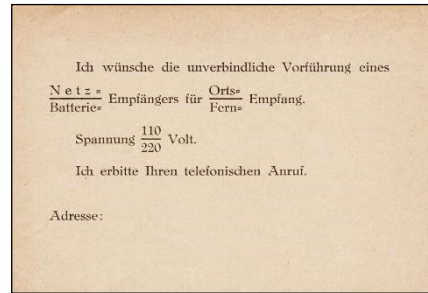 Ich wünsche die unverbindliche Vorführung eines
Netz=
Batterie= Empfängers für Orts=
Fern= Empfang.
Spannung 110
220 Volt.
Ich erbitte Ihren telefonischen Anruf.
Adresse: